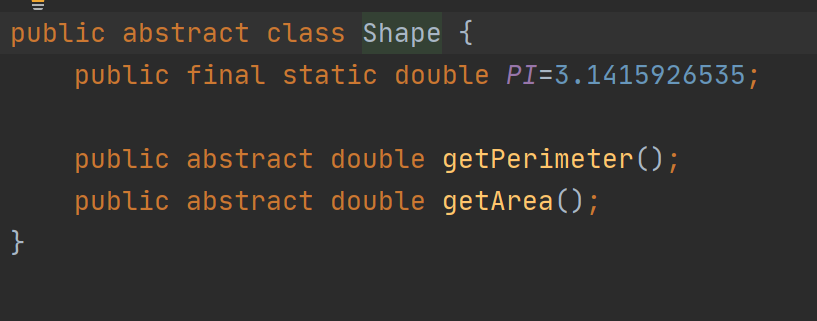 public abstract class Shape {
    public final static double PI=3.1415926535;
    public abstract double getPerimeter();
    public abstract double getArea();
}